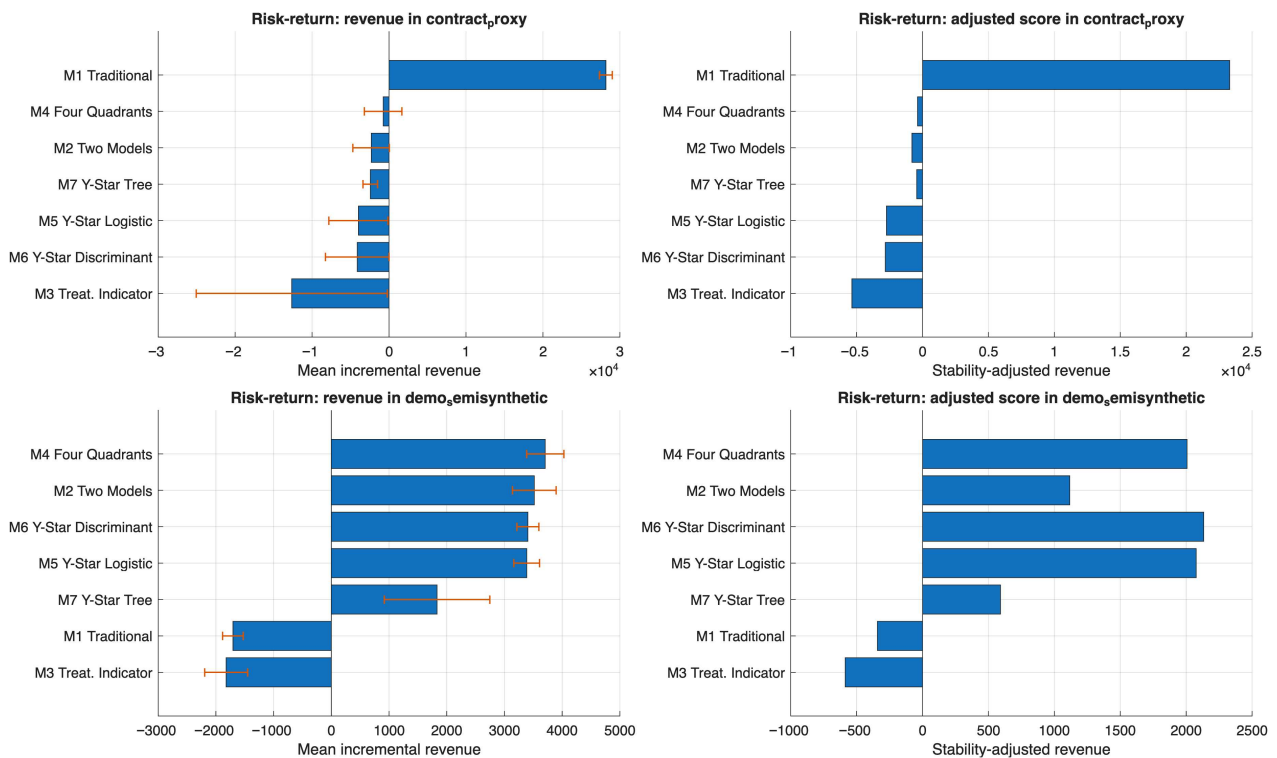 Risk-return: revenue in contractₚroxy
M1 Traditional
M4 Four Quadrants
M2 Two Models
M7 Y-Star Tree
M5 Y-Star Logistic
M6 Y-Star Discriminant
M3 Treat. Indicator
−3 −2 −1 0 1 2 3
Mean incremental revenue
×10⁴
Risk-return: adjusted score in contractₚroxy
M1 Traditional
M4 Four Quadrants
M2 Two Models
M7 Y-Star Tree
M5 Y-Star Logistic
M6 Y-Star Discriminant
M3 Treat. Indicator
−1 −0.5 0 0.5 1 1.5 2 2.5
Stability-adjusted revenue
×10⁴
Risk-return: revenue in demoₛemisynthetic
M4 Four Quadrants
M2 Two Models
M6 Y-Star Discriminant
M5 Y-Star Logistic
M7 Y-Star Tree
M1 Traditional
M3 Treat. Indicator
−3000 −2000 −1000 0 1000 2000 3000 4000 5000
Mean incremental revenue
Risk-return: adjusted score in demoₛemisynthetic
M4 Four Quadrants
M2 Two Models
M6 Y-Star Discriminant
M5 Y-Star Logistic
M7 Y-Star Tree
M1 Traditional
M3 Treat. Indicator
−1000 −500 0 500 1000 1500 2000 2500
Stability-adjusted revenue